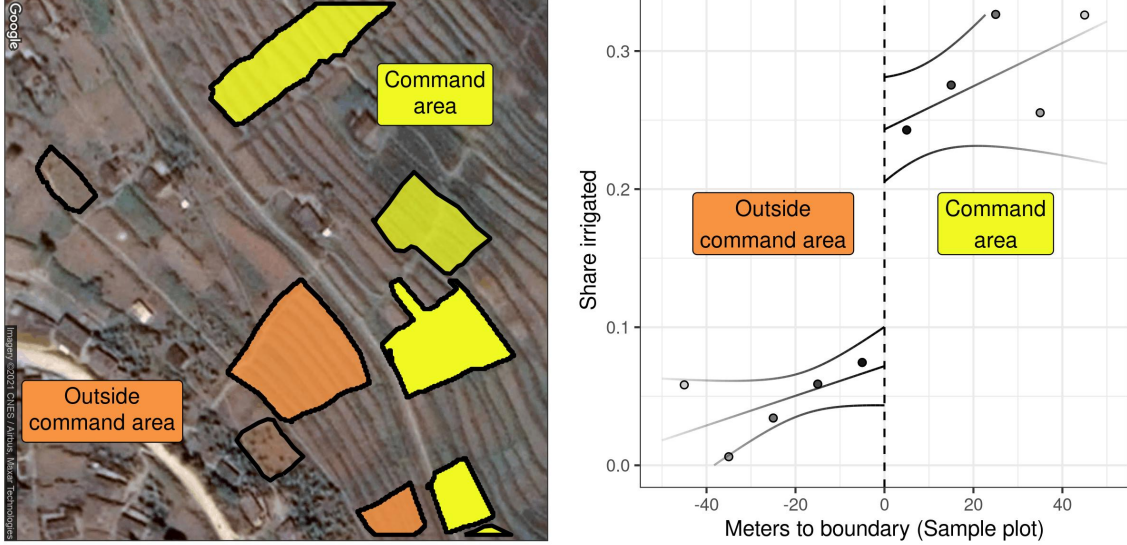 Google
Command
area
Outside
command area
Imagery ©2021 CNES / Airbus, Maxar Technologies
Share irrigated
0.3
0.2
0.1
0.0
Outside
command area
Command
area
-40
-20
0
20
40
Meters to boundary (Sample plot)